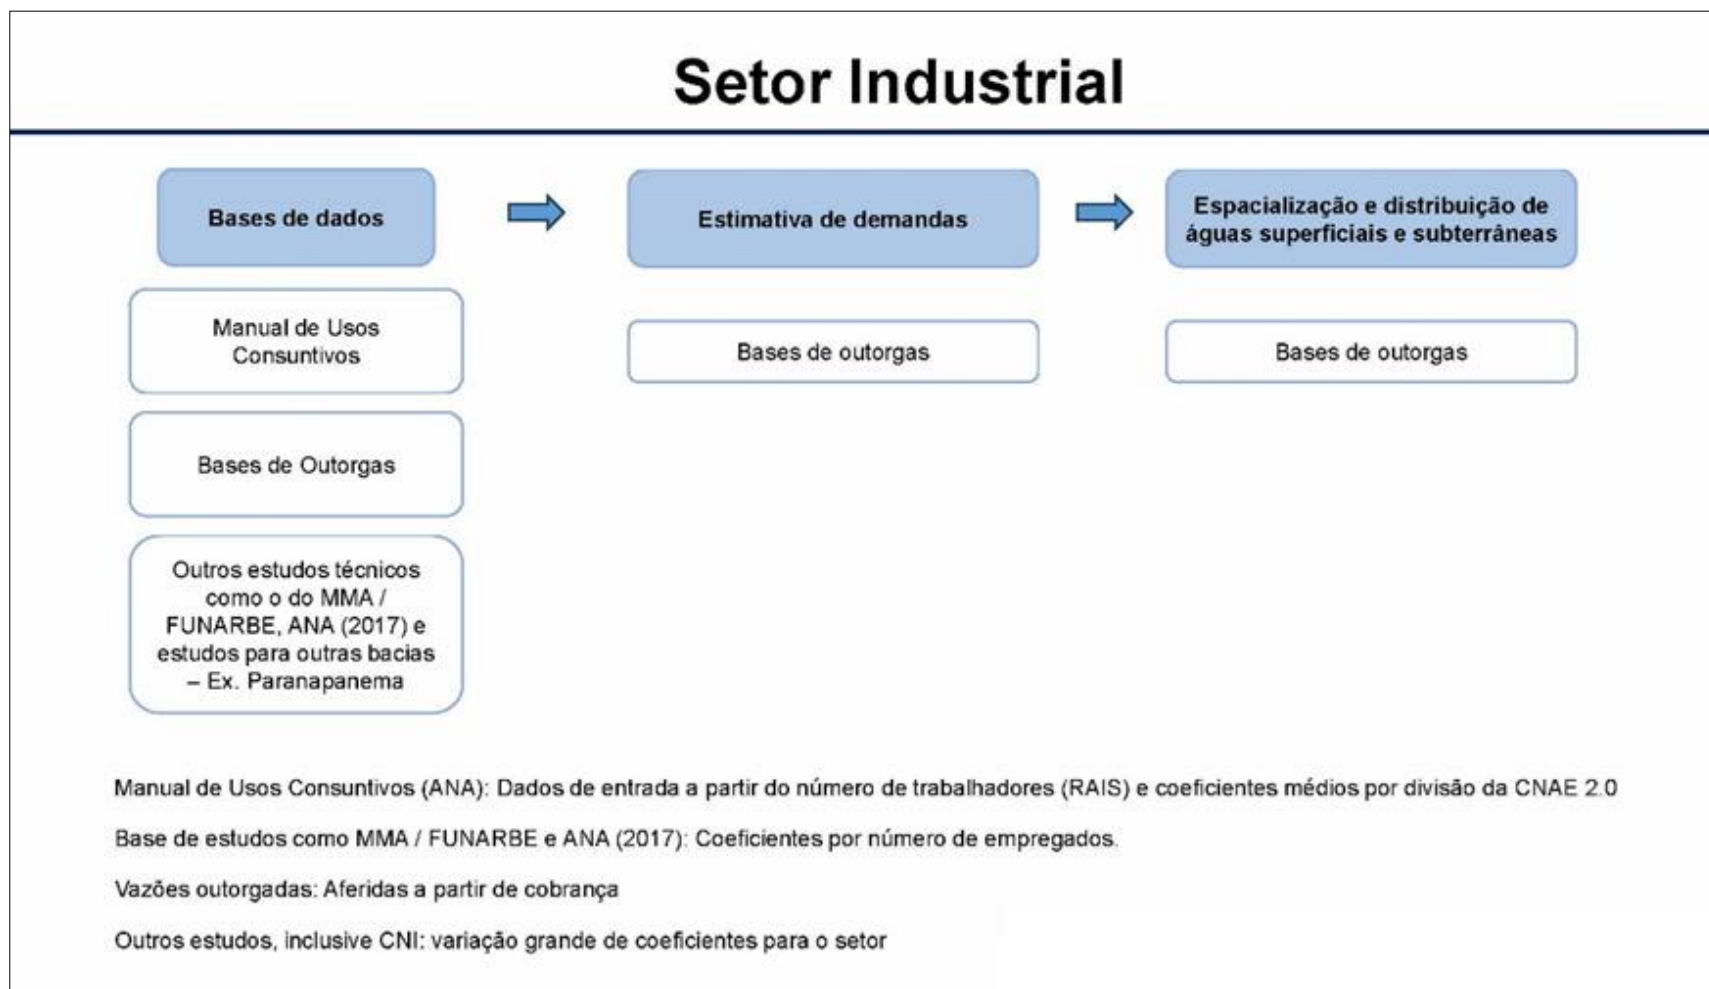 Setor Industrial
Bases de dados
Estimativa de demandas
Espacialização e distribuição de
águas superficiais e subterrâneas
Manual de Usos
Consuntivos
Bases de outorgas
Bases de outorgas
Bases de Outorgas
Outros estudos técnicos
como o do MMA /
FUNARBE, ANA (2017) e
estudos para outras bacias
– Ex. Paranapanema
Manual de Usos Consuntivos (ANA): Dados de entrada a partir do número de trabalhadores (RAIS) e coeficientes médios por divisão da CNAE 2.0
Base de estudos como MMA / FUNARBE e ANA (2017): Coeficientes por número de empregados.
Vazões outorgadas: Aferidas a partir de cobrança
Outros estudos, inclusive CNI: variação grande de coeficientes para o setor